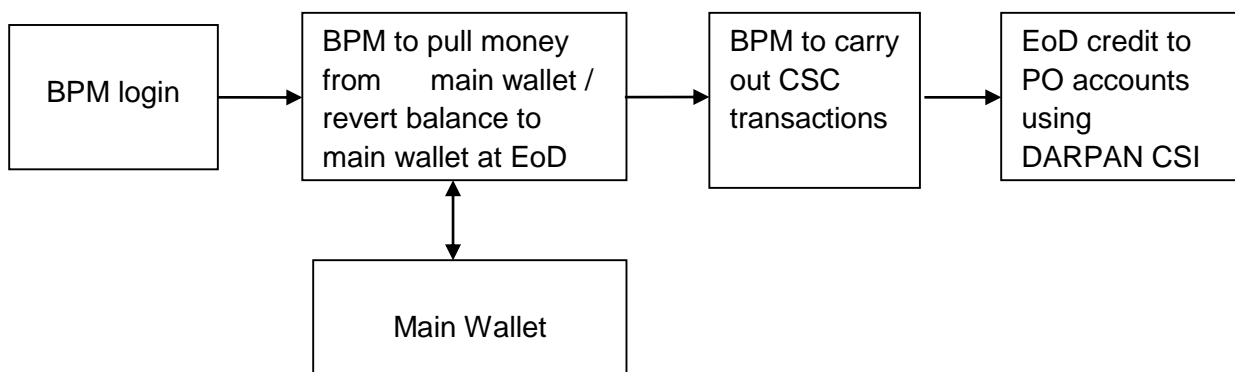 BPM login
BPM to pull money
from main wallet /
revert balance to
main wallet at EoD
BPM to carry
out CSC
transactions
EoD credit to
PO accounts
using
DARPAN CSI
Main Wallet